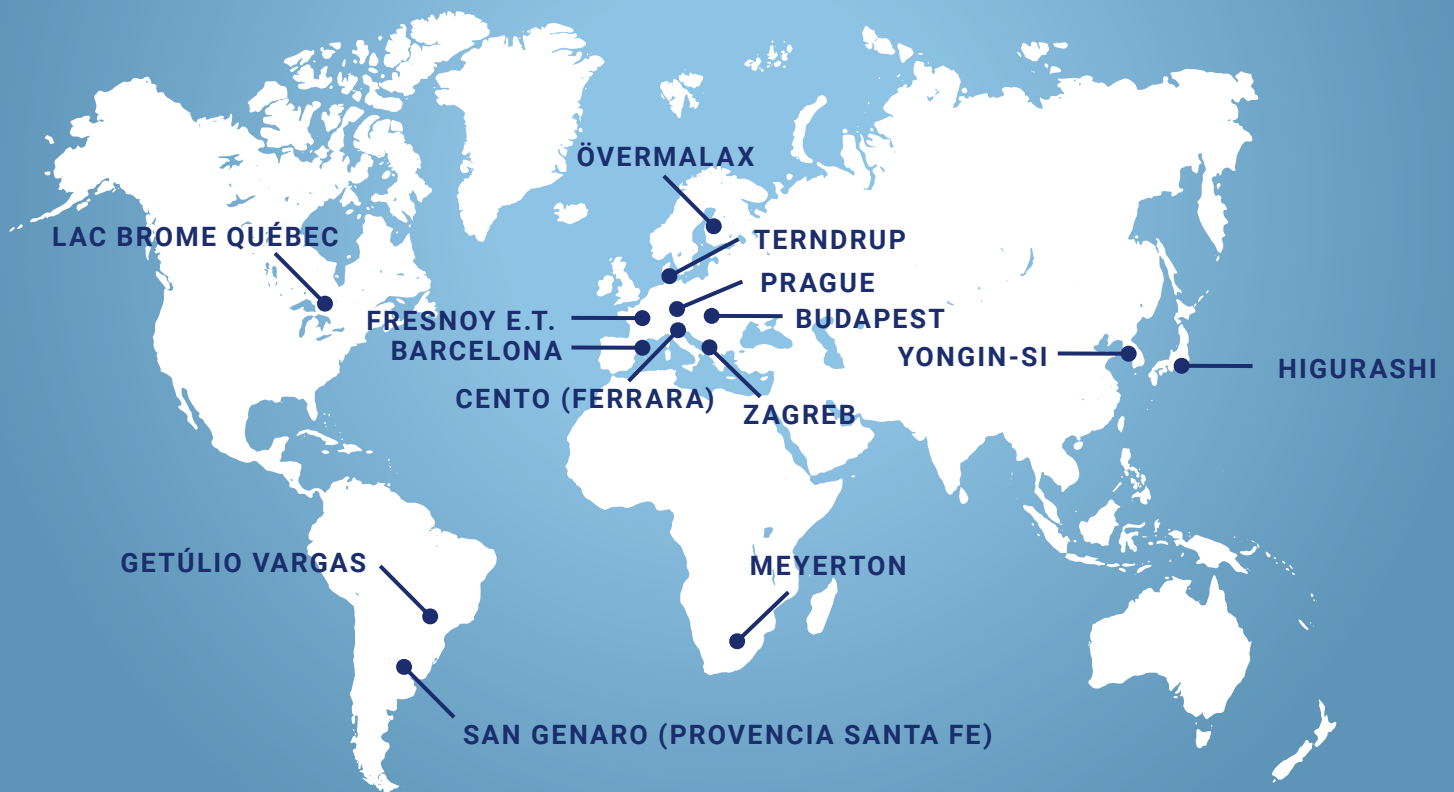 ÖVERMALAX
LAC BROME QUÉBEC
TERNDRUP
PRAGUE
FRESNOY E.T.
BUDAPEST
BARCELONA
YONGIN-SI
HIGURASHI
CENTO (FERRARA)
ZAGREB
GETÚLIO VARGAS
MEYERTON
SAN GENARO (PROVENCIA SANTA FE)